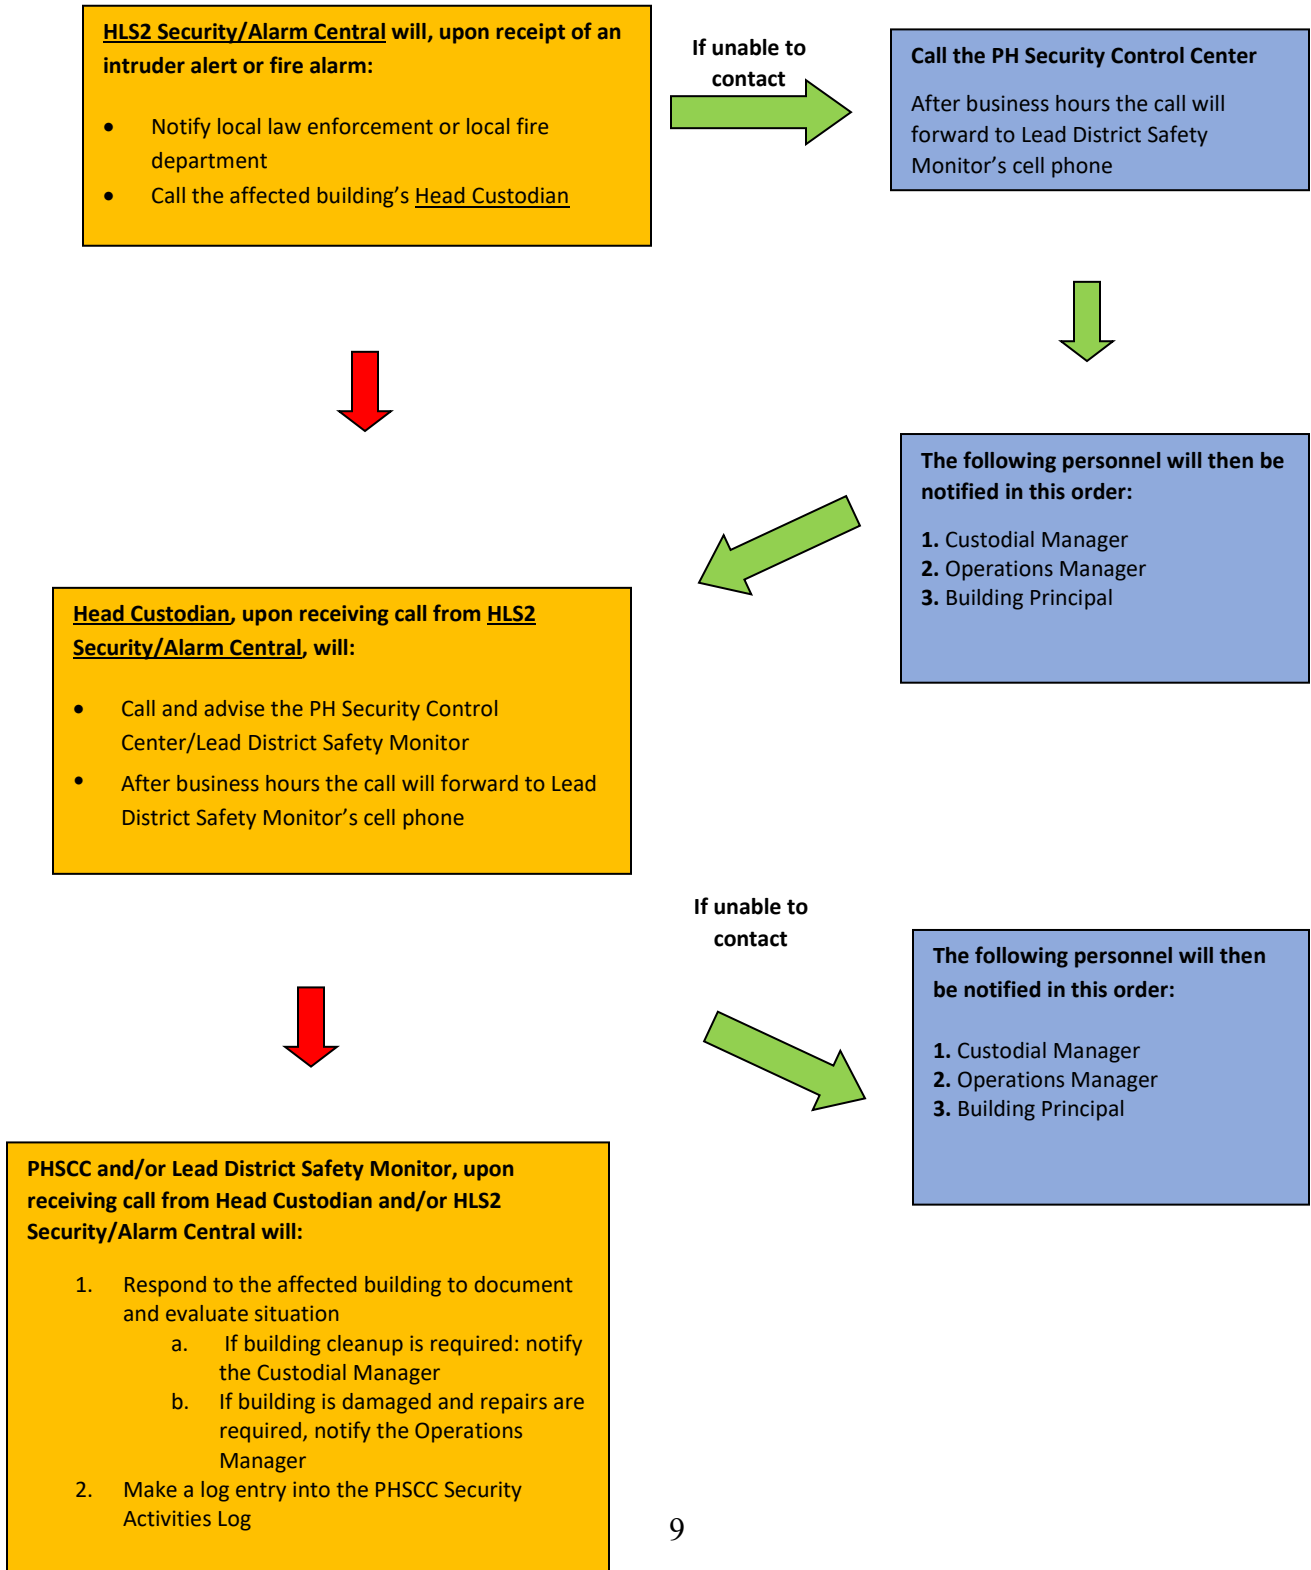 HLS2 Security/Alarm Central will, upon receipt of an
intruder alert or fire alarm:
• Notify local law enforcement or local fire
department
• Call the affected building’s Head Custodian
If unable to
contact
Call the PH Security Control Center
After business hours the call will
forward to Lead District Safety
Monitor’s cell phone
The following personnel will then be
notified in this order:
1. Custodial Manager
2. Operations Manager
3. Building Principal
Head Custodian, upon receiving call from HLS2
Security/Alarm Central, will:
• Call and advise the PH Security Control
Center/Lead District Safety Monitor
• After business hours the call will forward to Lead
District Safety Monitor’s cell phone
If unable to
contact
The following personnel will then
be notified in this order:
1. Custodial Manager
2. Operations Manager
3. Building Principal
PHSCC and/or Lead District Safety Monitor, upon
receiving call from Head Custodian and/or HLS2
Security/Alarm Central will:
1. Respond to the affected building to document
and evaluate situation
a. If building cleanup is required: notify
the Custodial Manager
b. If building is damaged and repairs are
required, notify the Operations
Manager
2. Make a log entry into the PHSCC Security
Activities Log
9